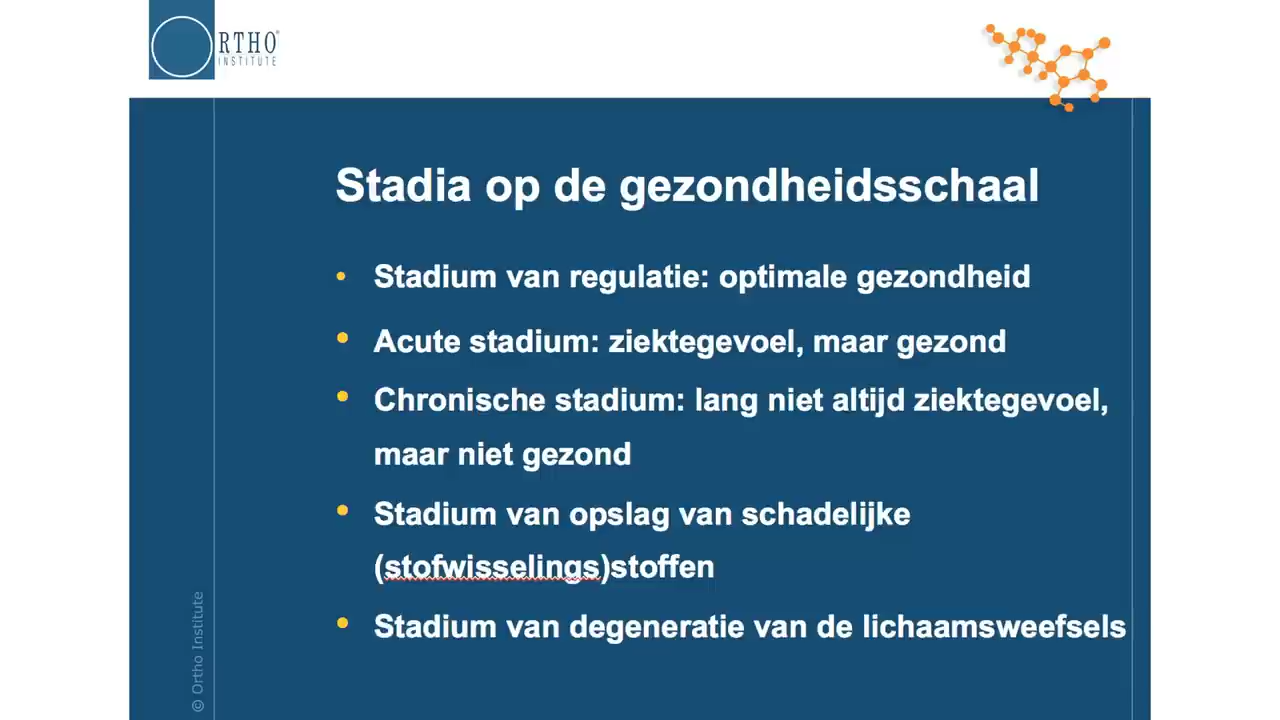 ORTHO®
INSTITUTE
Stadia op de gezondheidsschaal
• Stadium van regulatie: optimale gezondheid
• Acute stadium: ziektegevoel, maar gezond
• Chronische stadium: lang niet altijd ziektegevoel,
maar niet gezond
• Stadium van opslag van schadelijke
(stofwisselings)stoffen
• Stadium van degeneratie van de lichaamsweefsels
© Ortho Institute